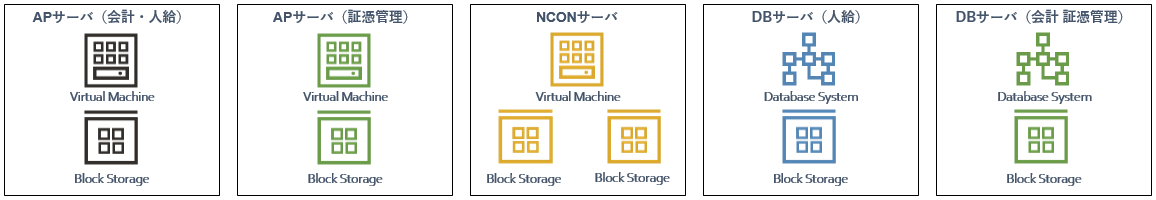 APサーバ（会計・人給）
Virtual Machine
Block Storage
APサーバ（証憑管理）
Virtual Machine
Block Storage
NCONサーバ
Virtual Machine
Block Storage
Block Storage
DBサーバ（人給）
Database System
Block Storage
DBサーバ（会計 証憑管理）
Database System
Block Storage